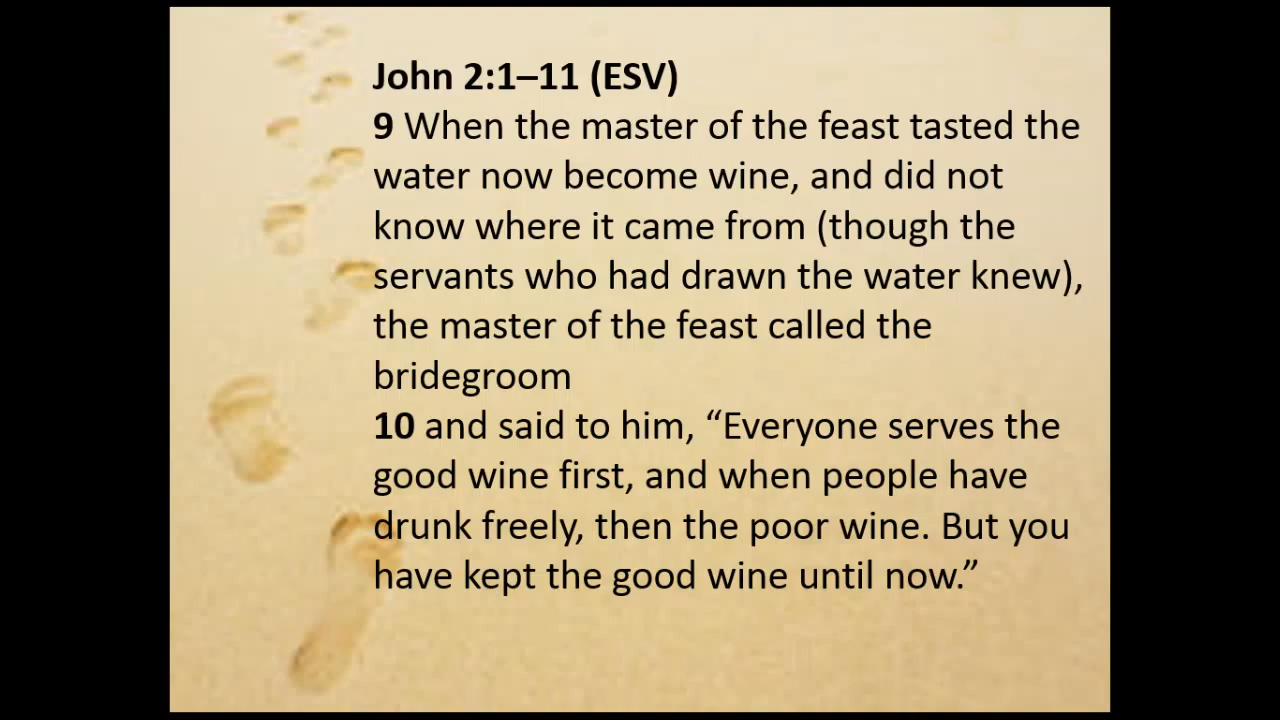 John 2:1–11 (ESV)
9 When the master of the feast tasted the
water now become wine, and did not
know where it came from (though the
servants who had drawn the water knew),
the master of the feast called the
bridegroom
10 and said to him, “Everyone serves the
good wine first, and when people have
drunk freely, then the poor wine. But you
have kept the good wine until now.”